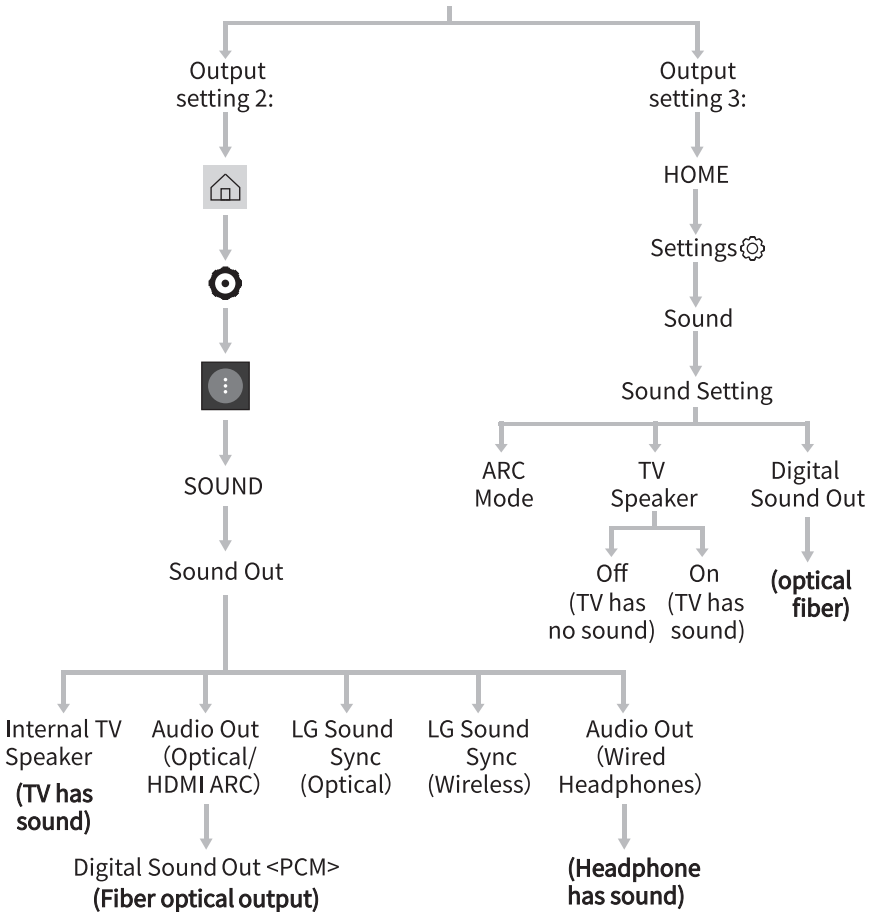 Output
setting 2:
SOUND
Sound Out
Internal TV
Speaker
(TV has
sound)
Audio Out
(Optical/
HDMI ARC)
Digital Sound Out <PCM>
(Fiber optical output)
LG Sound
Sync
(Optical)
LG Sound
Sync
(Wireless)
Audio Out
(Wired
Headphones)
(Headphone
has sound)
Output
setting 3:
HOME
Settings
Sound
Sound Setting
ARC
Mode
TV
Speaker
Off
(TV has
no sound)
On
(TV has
sound)
Digital
Sound Out
(optical
fiber)